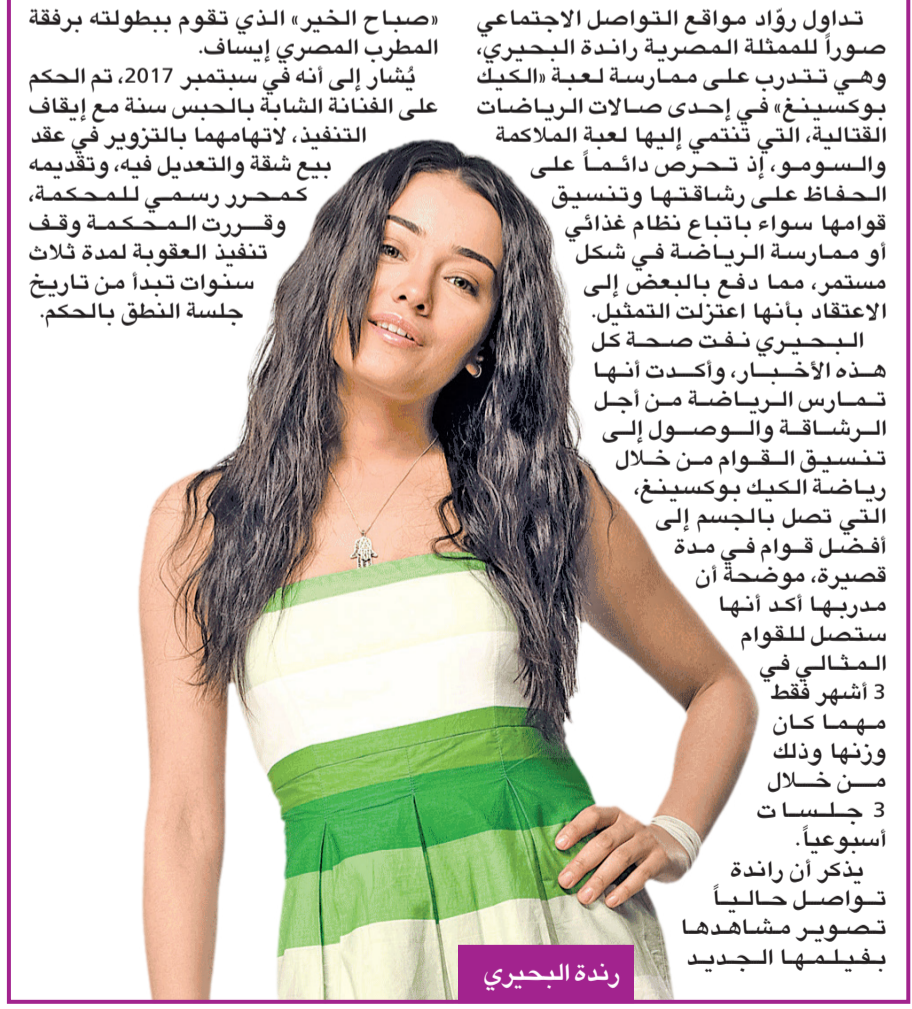 تداول روّاد مواقع التواصل الاجتماعي
صوراً للممثلة المصرية راندة البحيري،
وهي تتدرب على ممارسة لعبة «الكيك
بوكسينغ» في إحدى صالات الرياضات
القتالية، التي تنتمي إليها لعبة الملاكمة
والسومو، إذ تحرص دائماً على
الحفاظ على رشاقتها وتنسيق
قوامها سواء باتباع نظام غذائي
أو ممارسة الرياضة في شكل
مستمر، مما دفع بالبعض إلى
الاعتقاد بأنها اعتزلت التمثيل.
البحيري نفت صحة كل
هذه الأخبار، وأكدت أنها
تمارس الرياضة من أجل
الرشاقة والوصول إلى
تنسيق القوام من خلال
رياضة الكيك بوكسينغ،
التي تصل بالجسم إلى
أفضل قوام في مدة
قصيرة، موضحة أن
مدربها أكد أنها
ستصل للقوام
المثالي في
3 أشهر فقط
مهما كان
وزنها وذلك
من خلال
3 جلسات
أسبوعياً.
يذكر أن راندة
تواصل حالياً
تصوير مشاهدها
بفيلمها الجديد
«صباح الخير» الذي تقوم ببطولته برفقة
المطرب المصري إيساف.
يُشار إلى أنه في سبتمبر 2017، تم الحكم
على الفنانة الشابة بالحبس سنة مع إيقاف
التنفيذ، لاتهامهما بالتزوير في عقد
بيع شقة والتعديل فيه، وتقديمه
كمحرر رسمي للمحكمة،
وقررت المحكمة وقف
تنفيذ العقوبة لمدة ثلاث
سنوات تبدأ من تاريخ
جلسة النطق بالحكم.
رندة البحيري